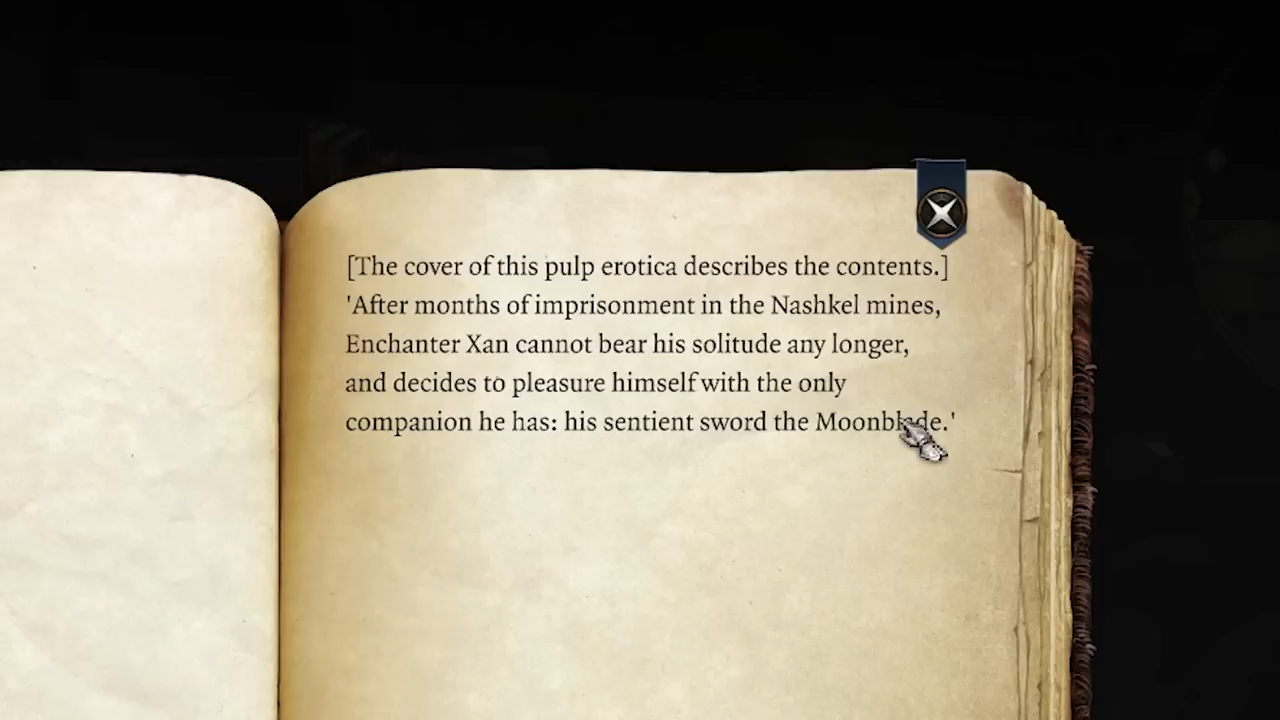 [The cover of this pulp erotica describes the contents.]
'After months of imprisonment in the Nashkel mines,
Enchanter Xan cannot bear his solitude any longer,
and decides to pleasure himself with the only
companion he has: his sentient sword the Moonblade.'